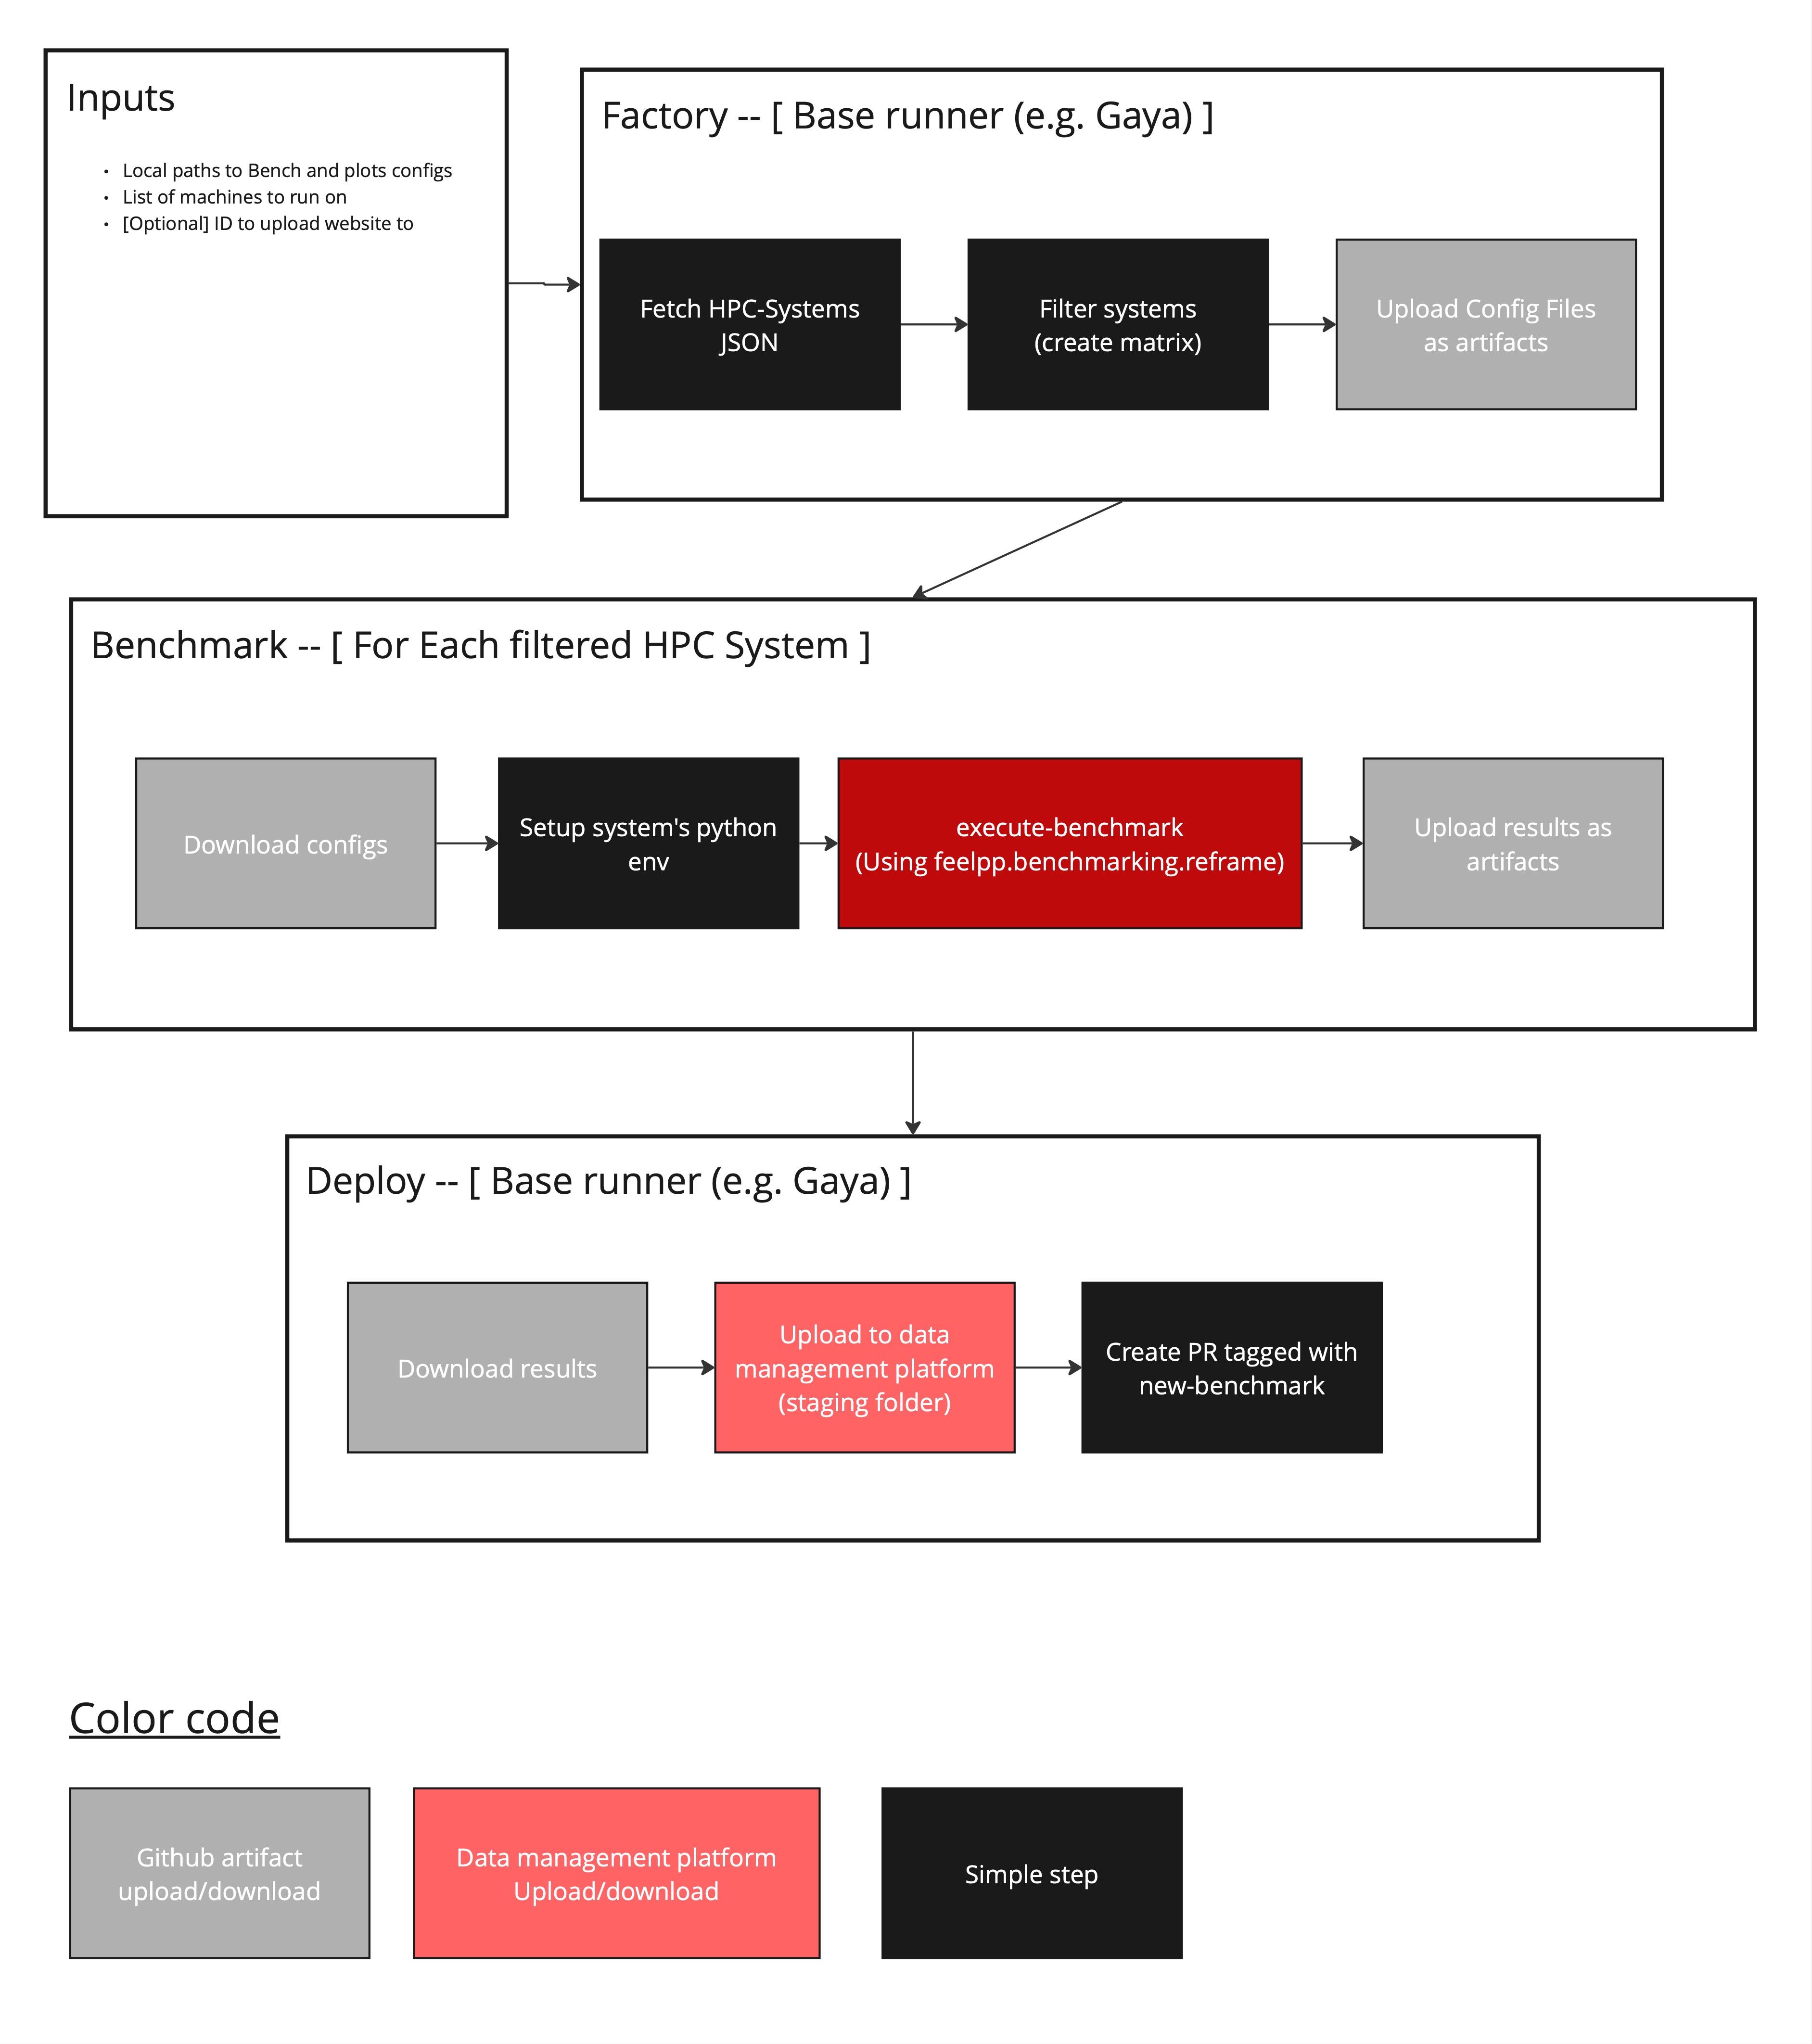 Inputs
• Local paths to Bench and plots configs
• List of machines to run on
• [Optional] ID to upload website to
Factory -- [ Base runner (e.g. Gaya) ]
Fetch HPC-Systems
JSON
Filter systems
(create matrix)
Upload Config Files
as artifacts
Benchmark -- [ For Each filtered HPC System ]
Download configs
Setup system's python
env
execute-benchmark
(Using feelpp.benchmarking.reframe)
Upload results as
artifacts
Deploy -- [ Base runner (e.g. Gaya) ]
Download results
Upload to data
management platform
(staging folder)
Create PR tagged with
new-benchmark
Color code
Github artifact
upload/download
Data management platform
Upload/download
Simple step